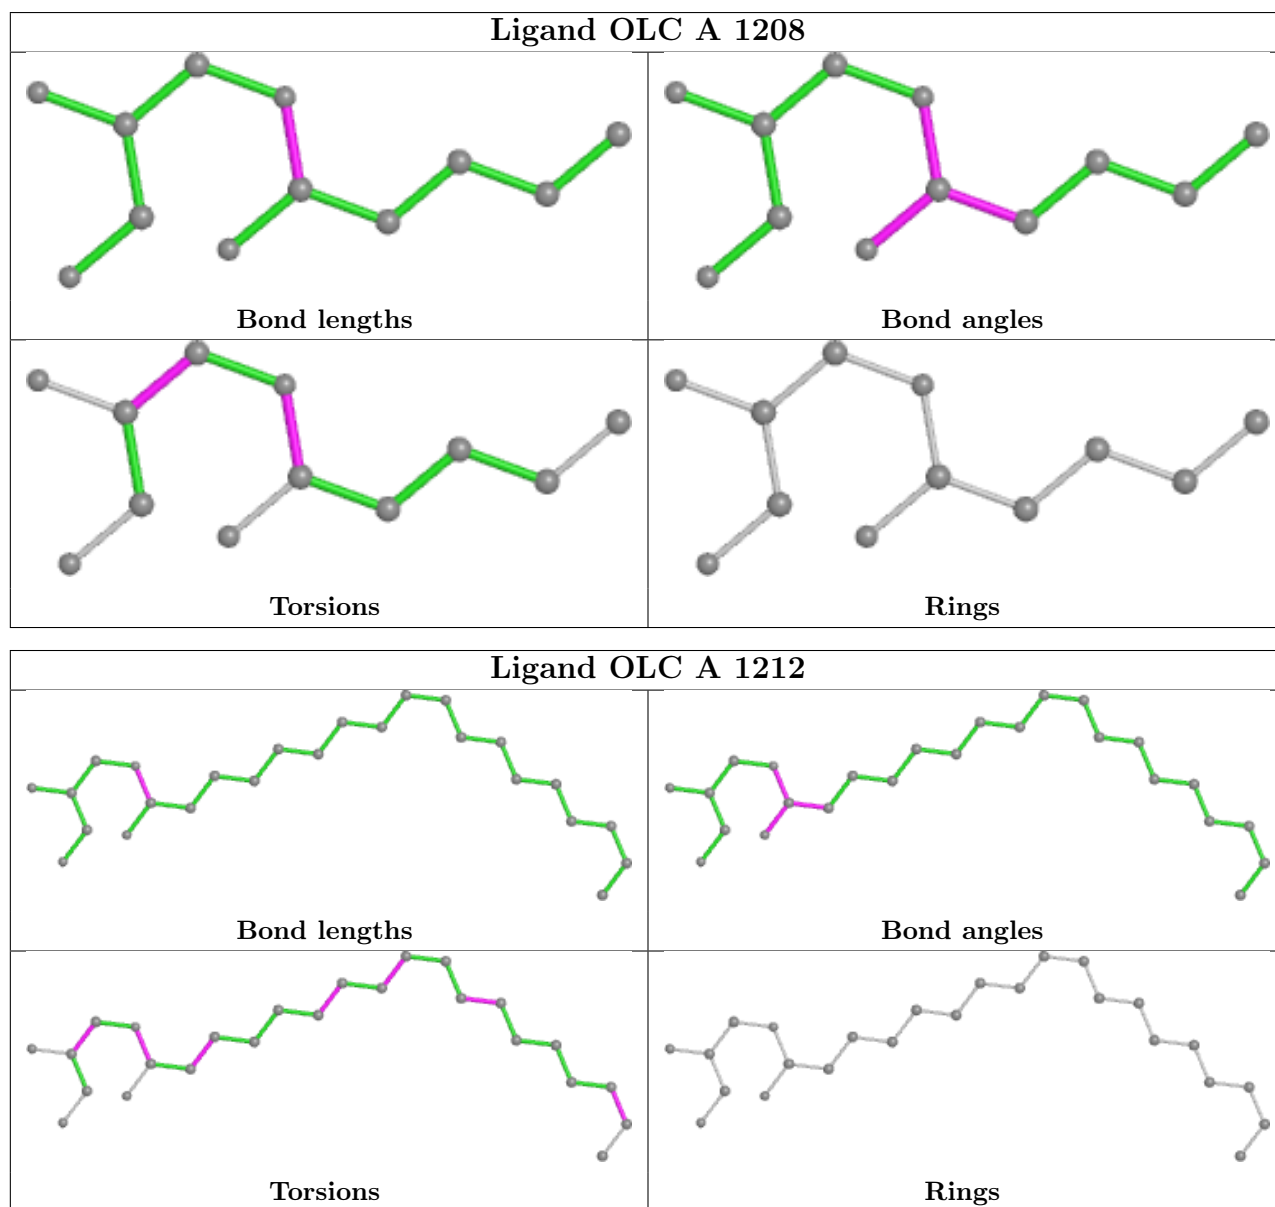 Ligand OLC A 1208
Bond lengths
Bond angles
Torsions
Rings
Ligand OLC A 1212
Bond lengths
Bond angles
Torsions
Rings